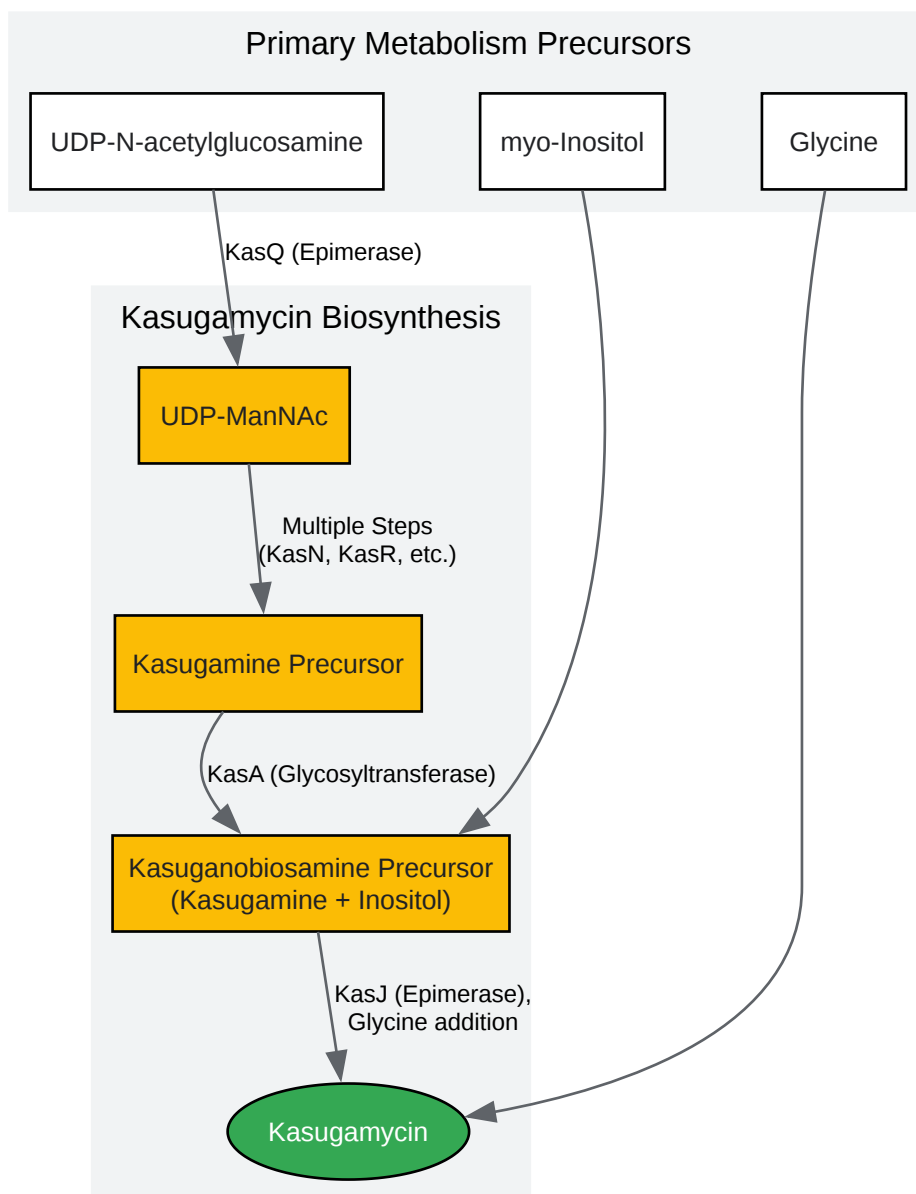 Primary Metabolism Precursors
UDP-N-acetylglucosamine
myo-Inositol
Glycine
KasQ (Epimerase)
Kasugamycin Biosynthesis
UDP-ManNAc
Multiple Steps
(KasN, KasR, etc.)
Kasugamine Precursor
KasA (Glycosyltransferase)
Kasuganobiosamine Precursor
(Kasugamine + Inositol)
KasJ (Epimerase),
Glycine addition
Kasugamycin